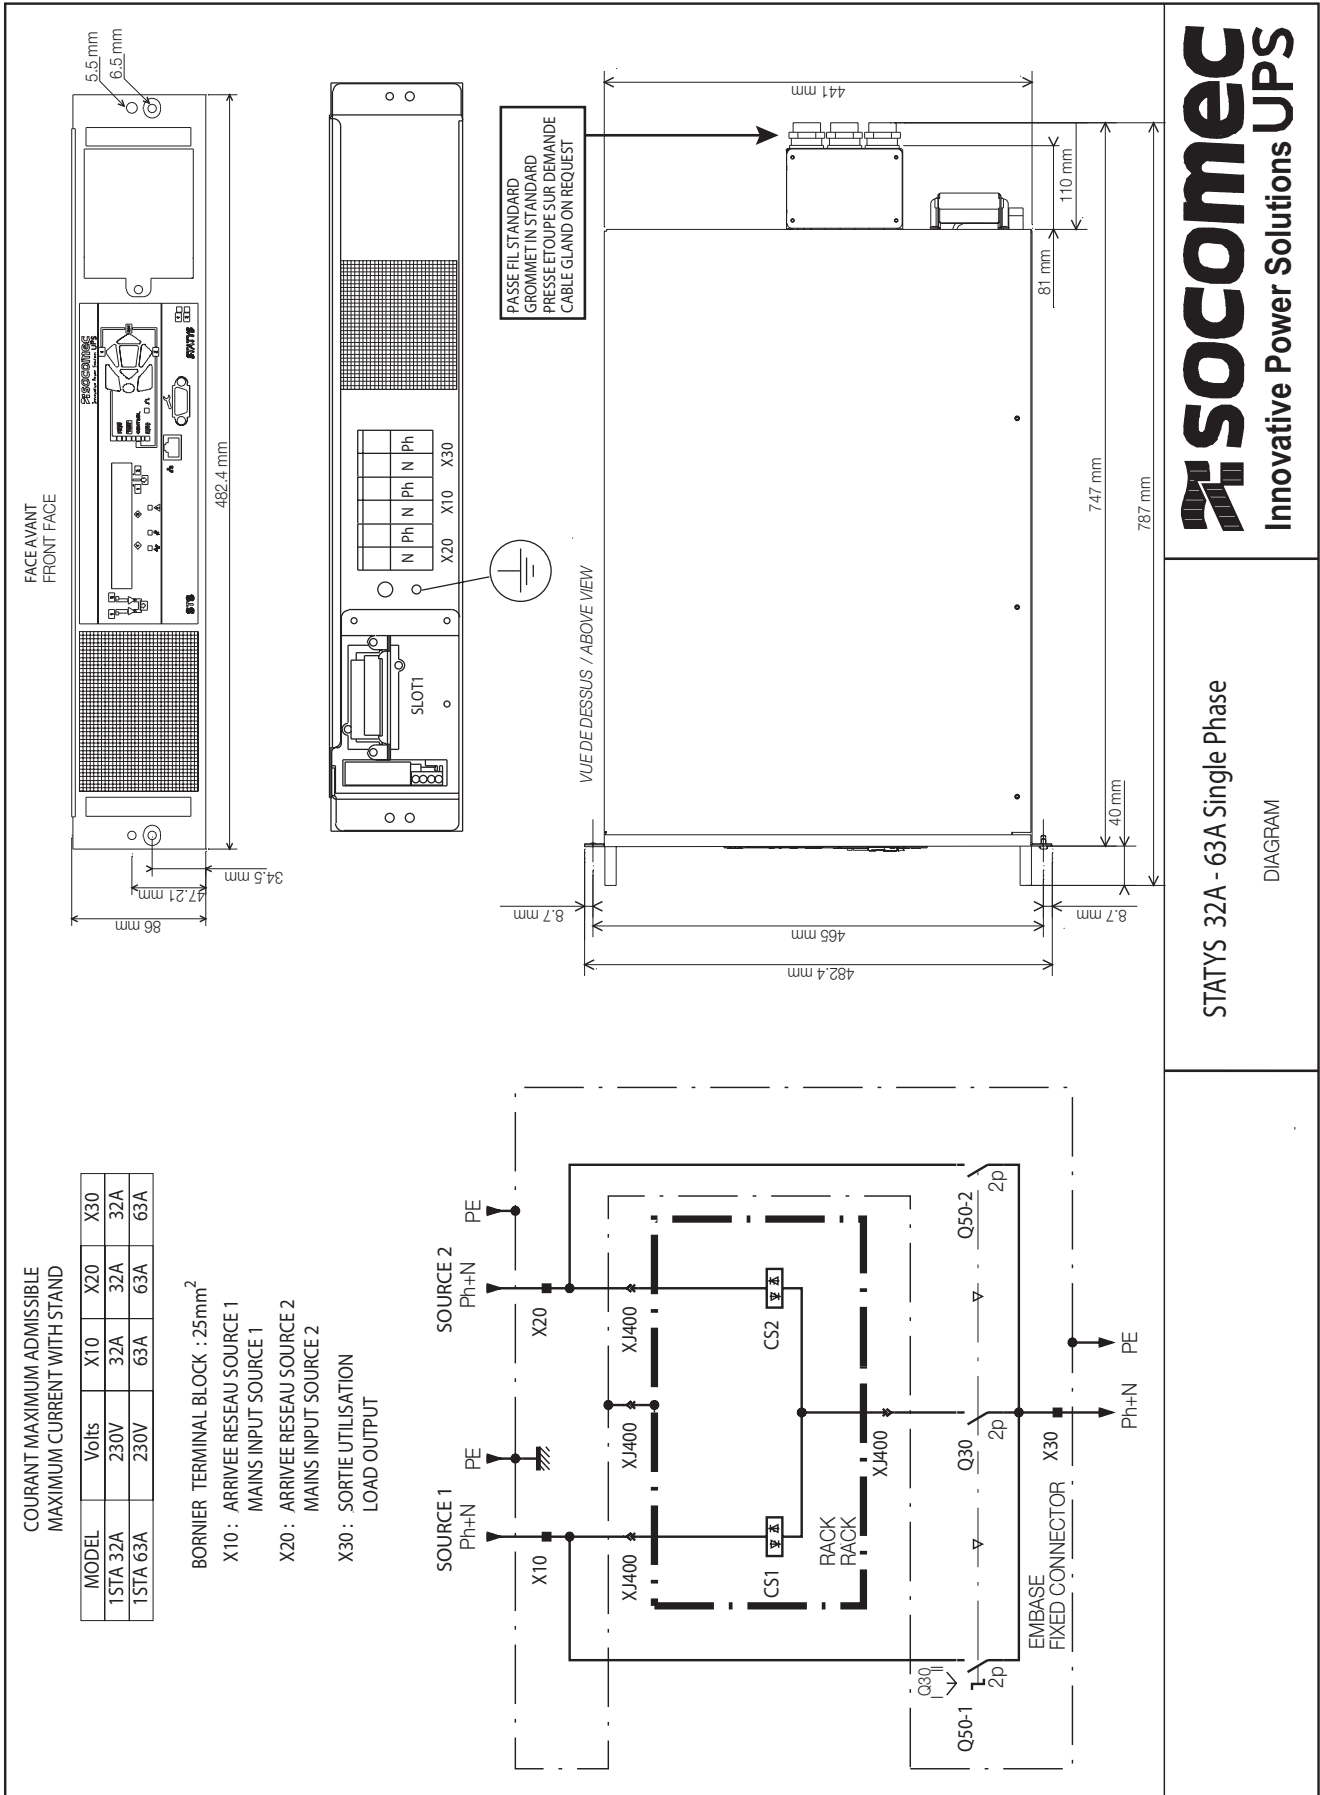 COURANT MAXIMUM ADMISSIBLE
MAXIMUM CURRENT WITH STAND
MODEL Volts X10 X20 X30
1STA 32A 230V 32A 32A 32A
1STA 63A 230V 63A 63A 63A
BORNIER TERMINAL BLOCK : 25mm²
X10 : ARRIVEE RESEAU SOURCE 1
MAINS INPUT SOURCE 1
X20 : ARRIVEE RESEAU SOURCE 2
MAINS INPUT SOURCE 2
X30 : SORTIE UTILISATION
LOAD OUTPUT
SOURCE 1
Ph+N
PE
SOURCE 2
Ph+N
PE
X10
X20
XJ400
XJ400
XJ400
CS1
CS2
RACK
RACK
XJ400
Q30
I II
Q50-1
2p
Q30
2p
Q50-2
2p
EMBASE
FIXED CONNECTOR
X30
Ph+N
PE
FACE AVANT
FRONT FACE
5.5 mm
6.5 mm
socomec
STATYS
STS
482.4 mm
86 mm
47.21 mm
34.5 mm
SLOT1
N Ph N Ph N Ph
X20 X10 X30
PASSE FIL STANDARD
GROMMET IN STANDARD
PRESSE ETOUPE SUR DEMANDE
CABLE GLAND ON REQUEST
VUE DE DESSUS / ABOVE VIEW
441 mm
8.7 mm
465 mm
482.4 mm
8.7 mm
40 mm
81 mm
110 mm
747 mm
787 mm
STATYS 32A - 63A Single Phase
DIAGRAM
socomec
Innovative Power Solutions UPS